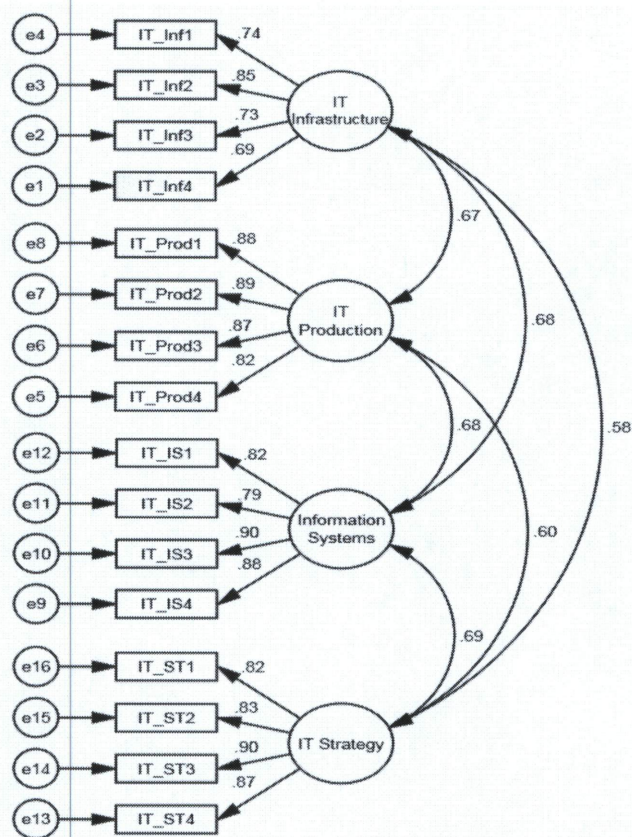 e4
IT_Inf1
.74
e3
IT_Inf2
.85
e2
IT_Inf3
.73
e1
IT_Inf4
.69
IT
Infrastructure
.67
.68
.58
e8
IT_Prod1
.88
e7
IT_Prod2
.89
e6
IT_Prod3
.87
e5
IT_Prod4
.82
IT
Production
.68
.60
e12
IT_IS1
.82
e11
IT_IS2
.79
e10
IT_IS3
.90
e9
IT_IS4
.88
Information
Systems
.69
e16
IT_ST1
.82
e15
IT_ST2
.83
e14
IT_ST3
.90
e13
IT_ST4
.87
IT Strategy